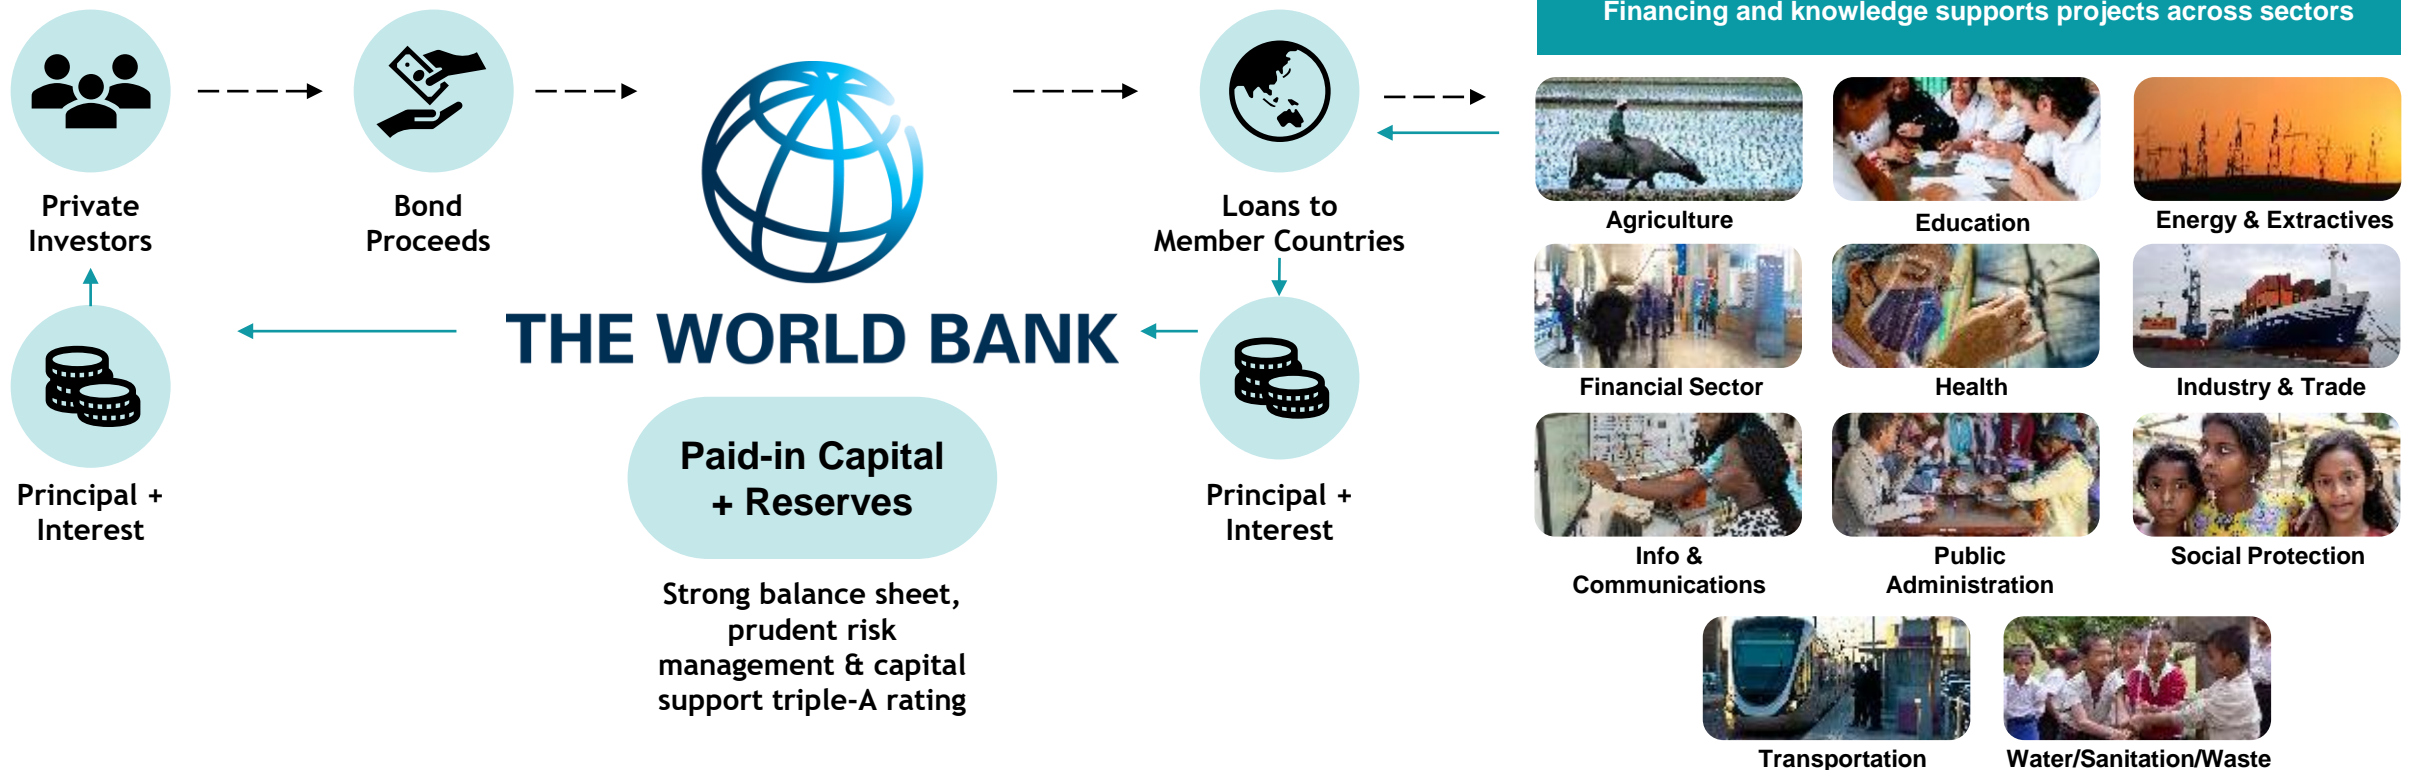 Financing and knowledge supports projects across sectors
Private
Investors
Bond
Proceeds
THE WORLD BANK
Loans to
Member Countries
Principal +
Interest
Paid-in Capital
+ Reserves
Strong balance sheet,
prudent risk
management & capital
support triple-A rating
Principal +
Interest
Agriculture
Education
Energy & Extractives
Financial Sector
Health
Industry & Trade
Info &
Communications
Public
Administration
Social Protection
Transportation
Water/Sanitation/Waste